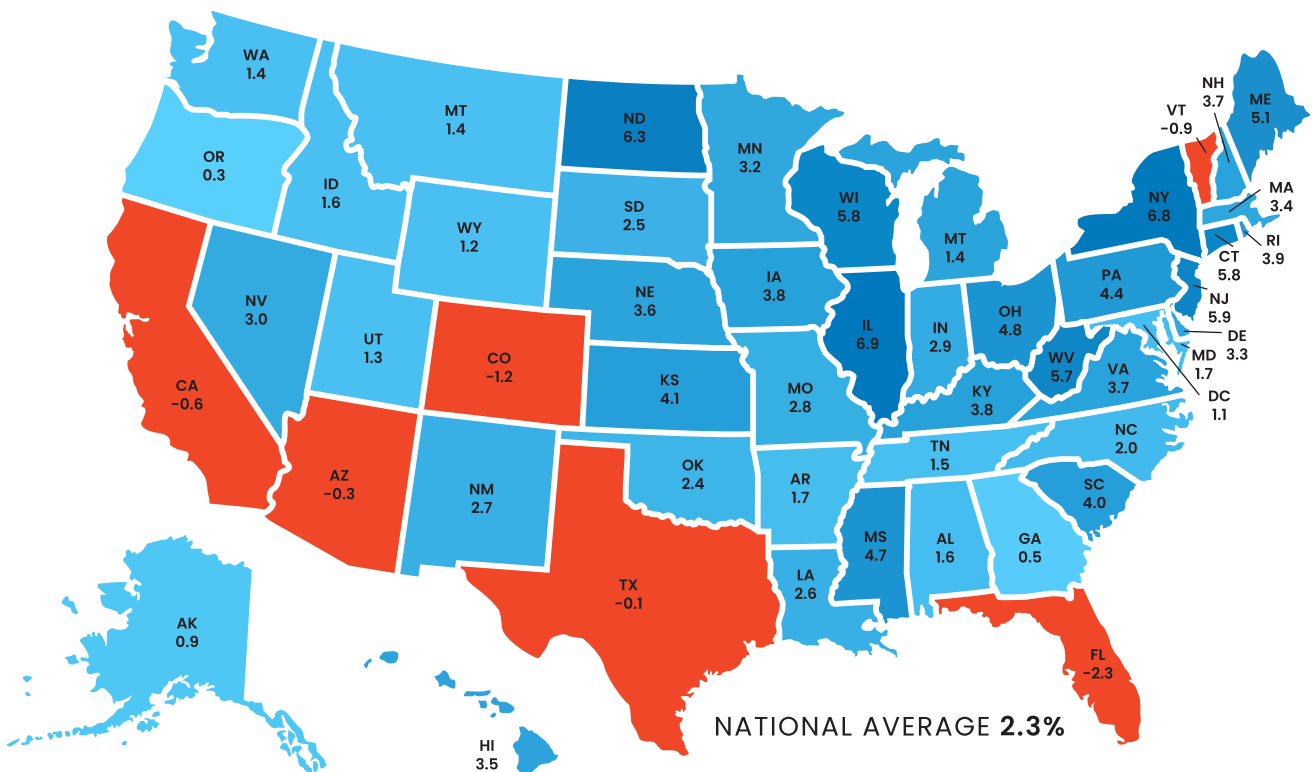 WA
1.4
MT
1.4
ND
6.3
MN
3.2
OR
0.3
ID
1.6
WY
1.2
SD
2.5
WI
5.8
MT
1.4
NY
6.8
VT
-0.9
NH
3.7
ME
5.1
MA
3.4
RI
3.9
CT
5.8
NJ
5.9
DE
3.3
MD
1.7
DC
1.1
PA
4.4
NV
3.0
UT
1.3
CO
-1.2
NE
3.6
IA
3.8
IL
6.9
IN
2.9
OH
4.8
WV
5.7
VA
3.7
CA
-0.6
KS
4.1
MO
2.8
KY
3.8
NC
2.0
TN
1.5
SC
4.0
AZ
-0.3
NM
2.7
OK
2.4
AR
1.7
MS
4.7
AL
1.6
GA
0.5
TX
-0.1
LA
2.6
FL
-2.3
AK
0.9
HI
3.5
NATIONAL AVERAGE 2.3%